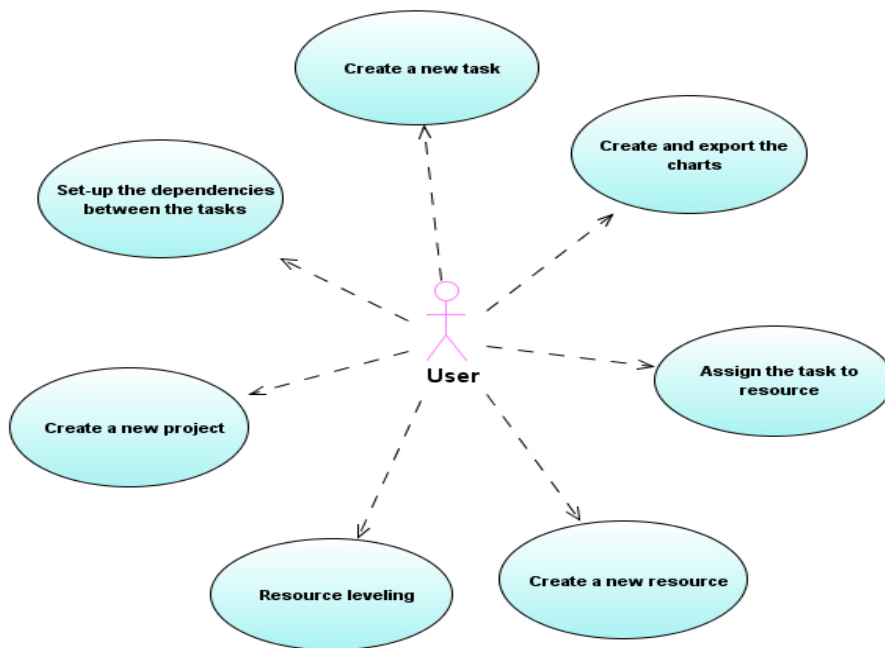 Create a new task
Create and export the
charts
Set-up the dependencies
between the tasks
User
Assign the task to
resource
Create a new project
Resource leveling
Create a new resource